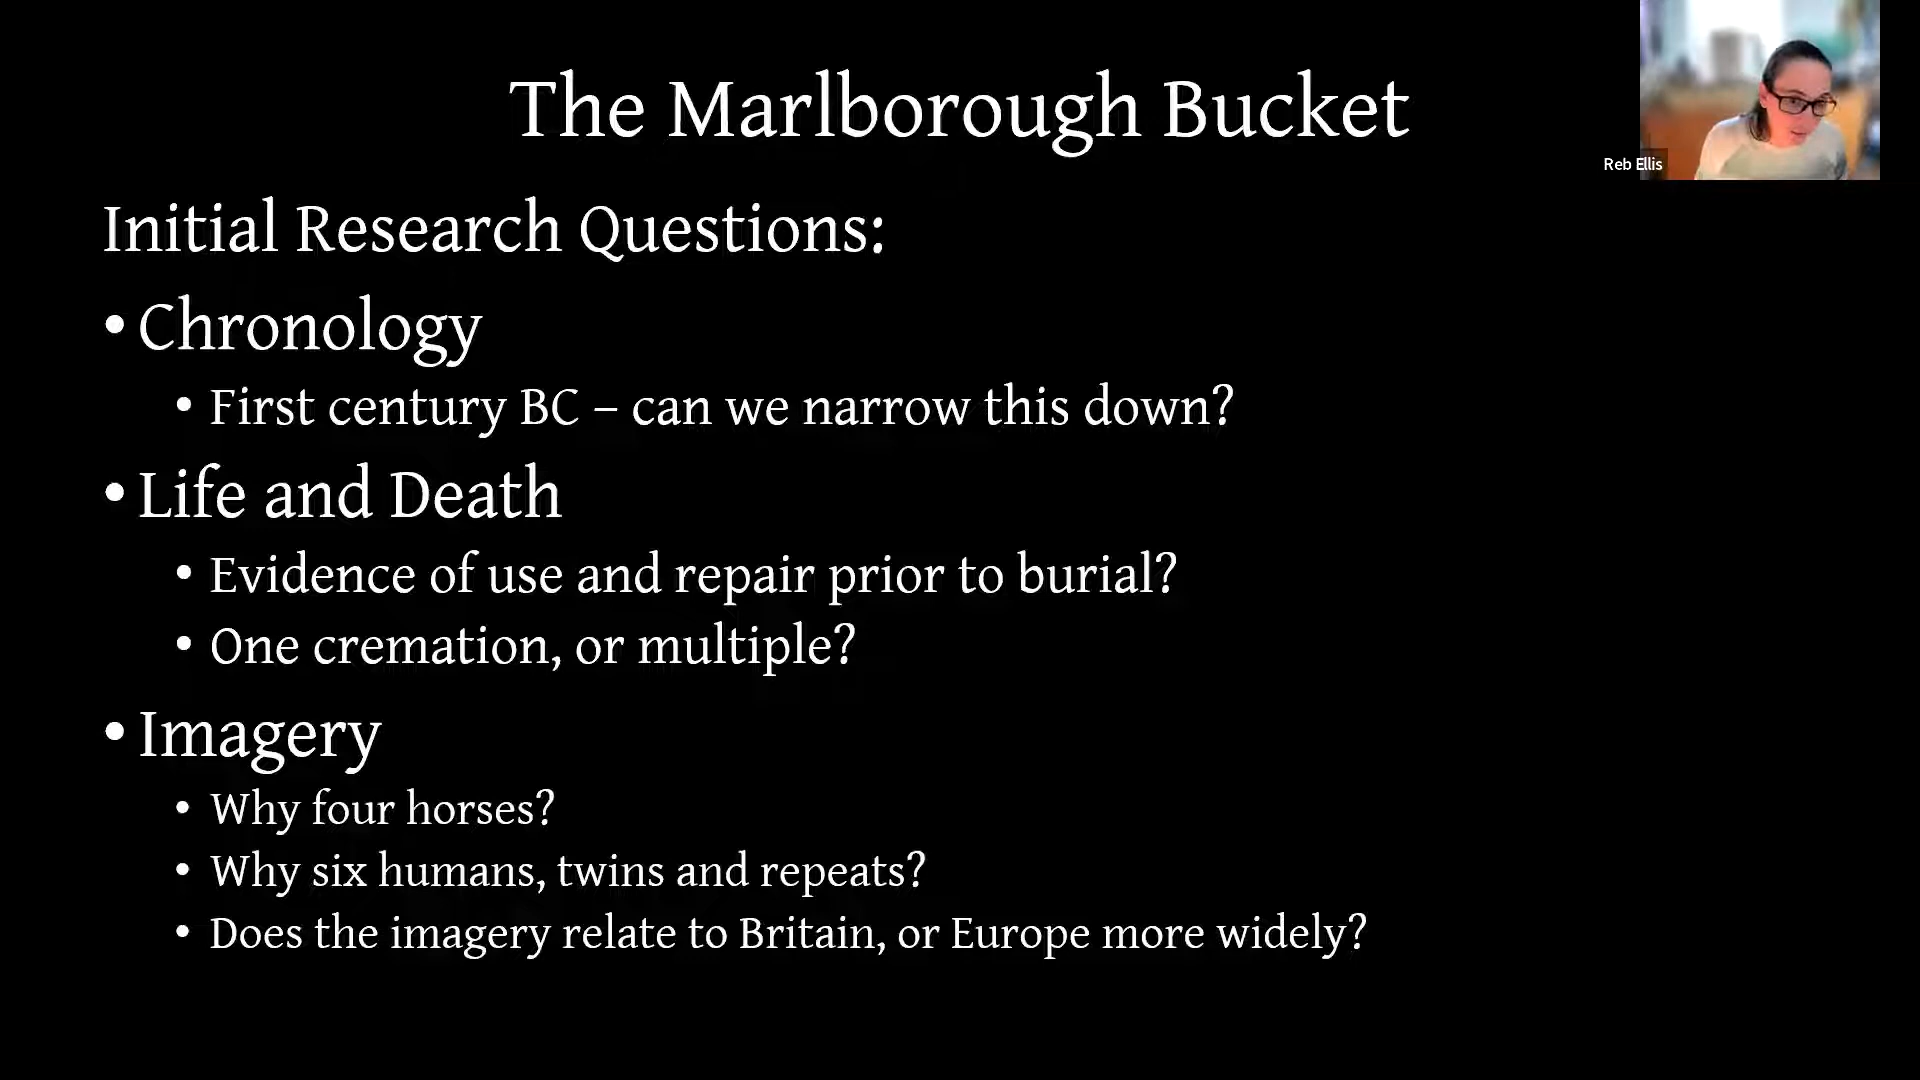 The Marlborough Bucket
Reb Ellis
Initial Research Questions:
• Chronology
• First century BC – can we narrow this down?
• Life and Death
• Evidence of use and repair prior to burial?
• One cremation, or multiple?
• Imagery
• Why four horses?
• Why six humans, twins and repeats?
• Does the imagery relate to Britain, or Europe more widely?